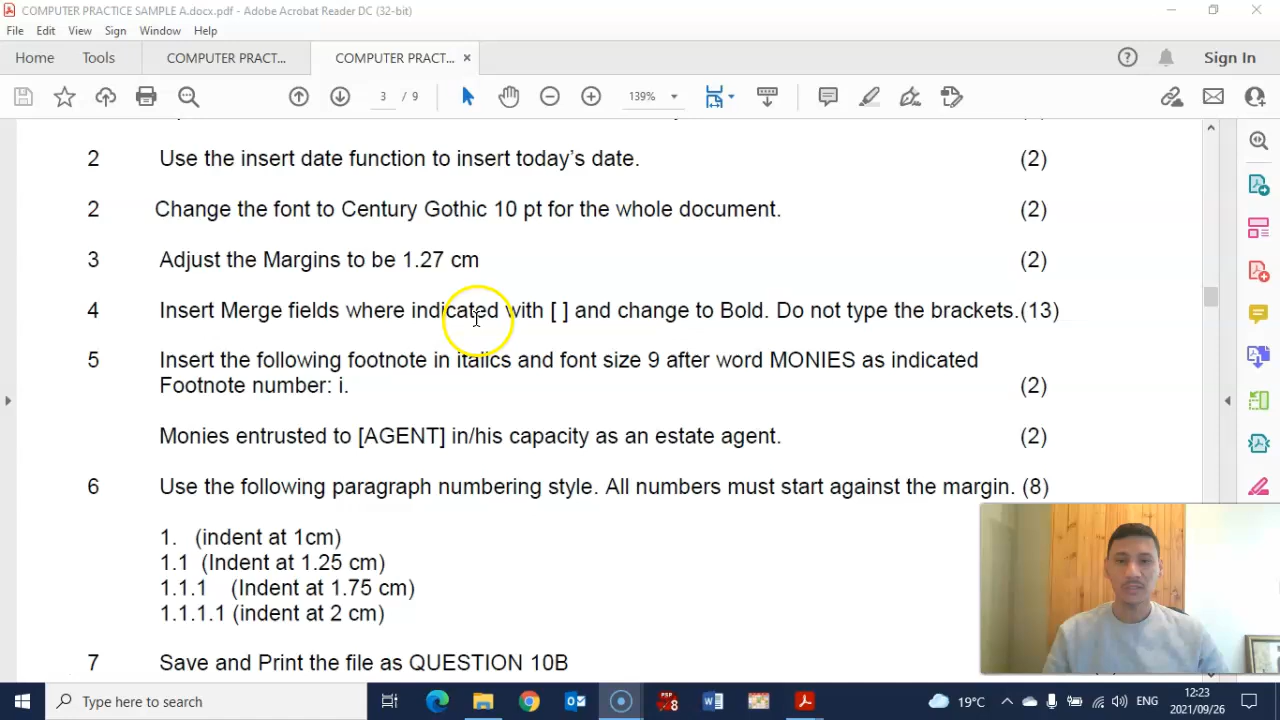 COMPUTER PRACTICE SAMPLE A.docx.pdf - Adobe Acrobat Reader DC (32-bit)
File Edit View Sign Window Help
Home Tools COMPUTER PRACT... COMPUTER PRACT... × Sign In
3 / 9 139%
2 Use the insert date function to insert today's date. (2)
2 Change the font to Century Gothic 10 pt for the whole document. (2)
3 Adjust the Margins to be 1.27 cm (2)
4 Insert Merge fields where indicated with [ ] and change to Bold. Do not type the brackets.(13)
5 Insert the following footnote in italics and font size 9 after word MONIES as indicated
Footnote number: i. (2)
Monies entrusted to [AGENT] in/his capacity as an estate agent. (2)
6 Use the following paragraph numbering style. All numbers must start against the margin. (8)
1. (indent at 1cm)
1.1 (Indent at 1.25 cm)
1.1.1 (Indent at 1.75 cm)
1.1.1.1 (indent at 2 cm)
7 Save and Print the file as QUESTION 10B
Type here to search 19°C ENG 12:23
2021/09/26